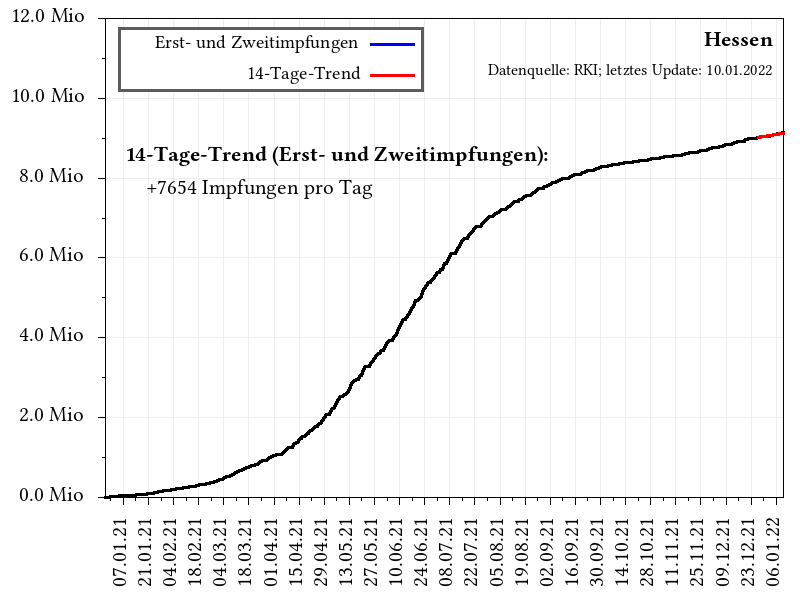 12.0 Mio
10.0 Mio
8.0 Mio
6.0 Mio
4.0 Mio
2.0 Mio
0.0 Mio
Erst- und Zweitimpfungen
14-Tage-Trend
Hessen
Datenquelle: RKI; letztes Update: 10.01.2022
14-Tage-Trend (Erst- und Zweitimpfungen):
+7654 Impfungen pro Tag
07.01.21
21.01.21
04.02.21
18.02.21
04.03.21
18.03.21
01.04.21
15.04.21
29.04.21
13.05.21
27.05.21
10.06.21
24.06.21
08.07.21
22.07.21
05.08.21
19.08.21
02.09.21
16.09.21
30.09.21
14.10.21
28.10.21
11.11.21
25.11.21
09.12.21
23.12.21
06.01.22